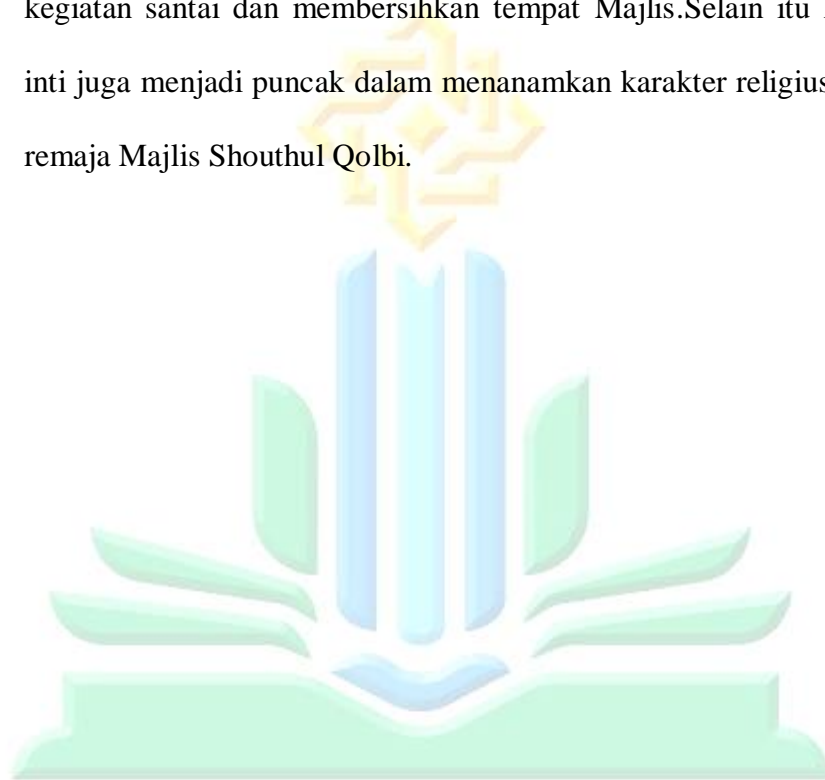 kegiatan santai dan membersihkan tempat Majlis.Selain itu
inti juga menjadi puncak dalam menanamkan karakter religius
remaja Majlis Shouthul Qolbi.